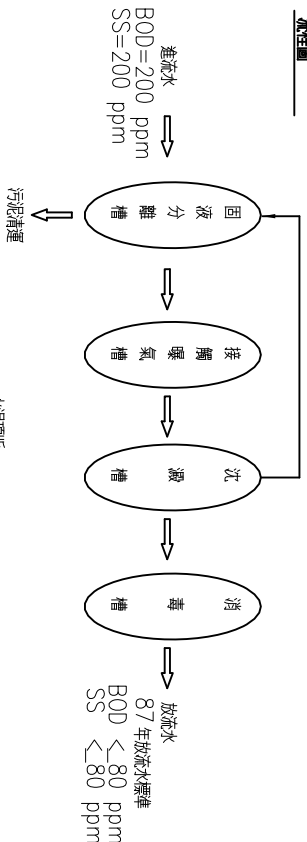 流程圖
進流水
BOD=200 ppm
SS=200 ppm
固液分離槽
接觸曝氣槽
沈澱槽
消毒槽
污泥清運
放流水
87年放流水標準
BOD <80 ppm
SS <80 ppm